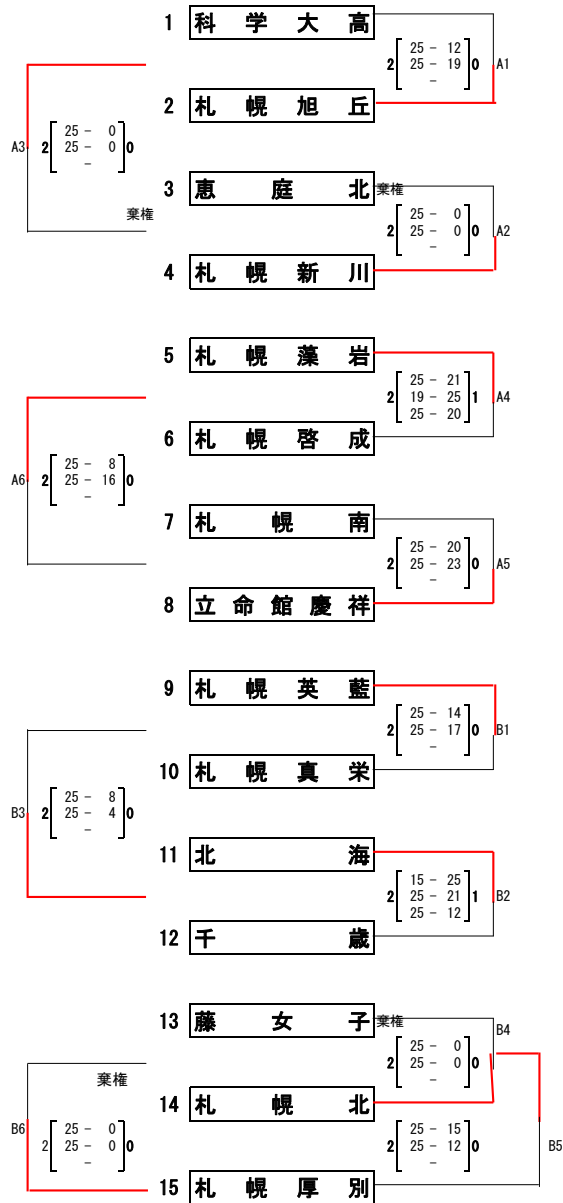 1 科学大高
2 [ 25 - 12 25 - 19 - ] 0 A1
2 札幌旭丘
A3 2 [ 25 - 0 25 - 0 - ] 0
棄権
3 恵庭北 棄権
2 [ 25 - 0 25 - 0 - ] 0 A2
4 札幌新川
5 札幌藻岩
2 [ 25 - 21 19 - 25 25 - 20 ] 1 A4
6 札幌啓成
A6 2 [ 25 - 8 25 - 16 - ] 0
7 札幌南
2 [ 25 - 20 25 - 23 - ] 0 A5
8 立命館慶祥
9 札幌英藍
2 [ 25 - 14 25 - 17 - ] 0 B1
10 札幌真栄
B3 2 [ 25 - 8 25 - 4 - ] 0
11 北海
2 [ 15 - 25 25 - 21 25 - 12 ] 1 B2
12 千歳
13 藤女子 棄権
2 [ 25 - 0 25 - 0 - ] 0 B4
棄権
14 札幌北
B6 2 [ 25 - 0 25 - 0 - ] 0
2 [ 25 - 15 25 - 12 - ] 0 B5
15 札幌厚別